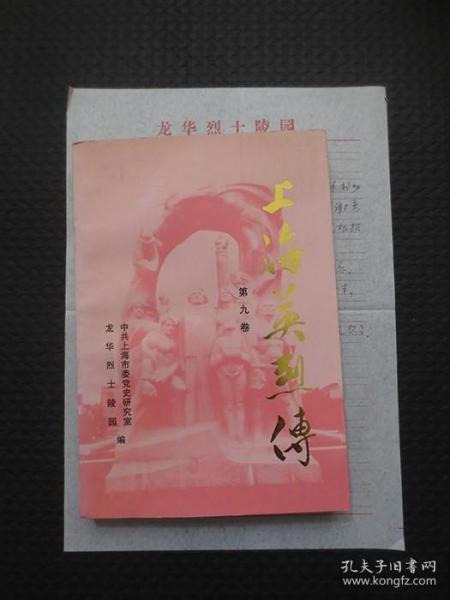 龙华烈士陵园
上海英烈傳
第九卷
中共上海市委党史研究室
龙华烈士陵园
编
孔夫子旧书网
www.kongfz.com